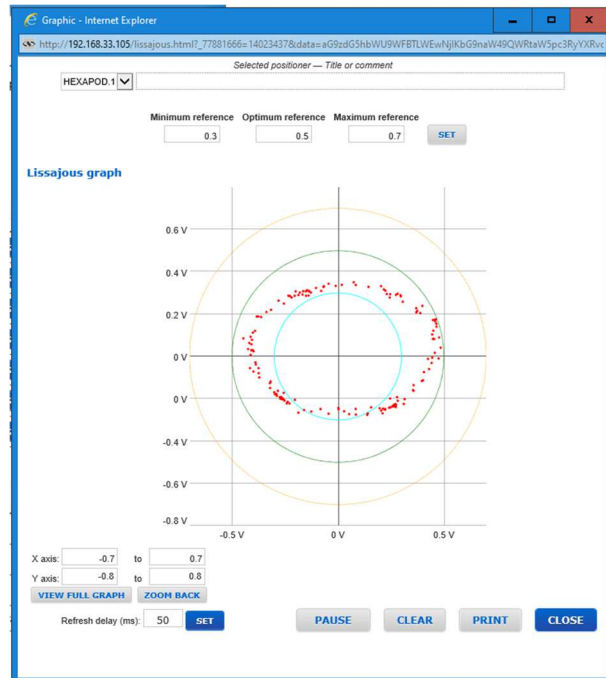 Graphic - Internet Explorer
http://192.168.33.105/lissajous.html?_77881666=14023437&data=aG9zdG5hbWU9WFBTLWEwNjlKbG9naW49QWRtaW5pc3RyYXRvc
Selected positioner — Title or comment
HEXAPOD.1
Minimum reference Optimum reference Maximum reference
0.3 0.5 0.7 SET
Lissajous graph
0.6 V
0.4 V
0.2 V
0 V
0 V
-0.4 V
-0.6 V
-0.8 V
-0.5 V 0 V 0.5 V
X axis: -0.7 to 0.7
Y axis: -0.8 to 0.8
VIEW FULL GRAPH ZOOM BACK
Refresh delay (ms): 50 SET PAUSE CLEAR PRINT CLOSE